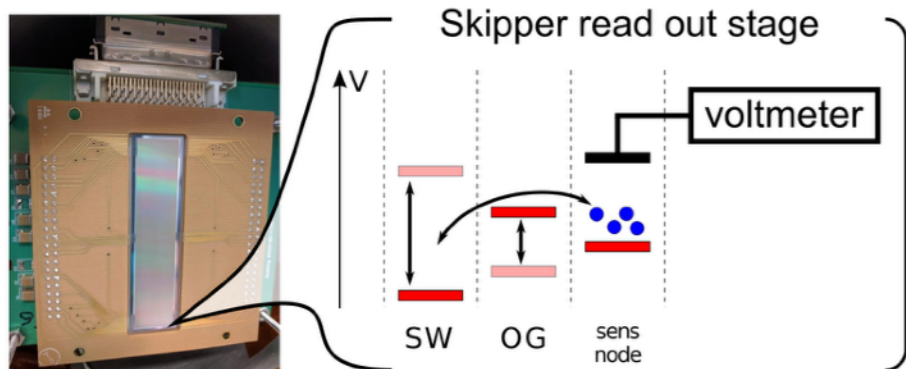 Skipper read out stage
V
voltmeter
SW
OG
sens
node